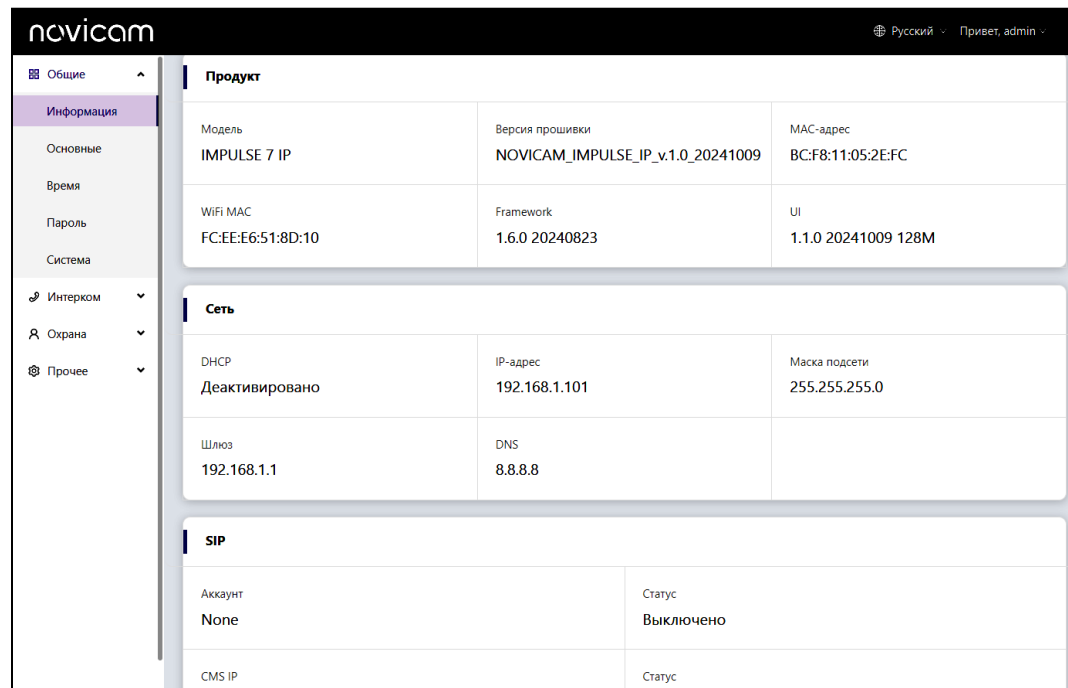 novicam
Русский
Привет, admin
Общие
Информация
Основные
Время
Пароль
Система
Интерком
Охрана
Прочее
Продукт
Модель
IMPULSE 7 IP
Версия прошивки
NOVICAM_IMPULSE_IP_v.1.0_20241009
MAC-адрес
BC:F8:11:05:2E:FC
WiFi MAC
FC:EE:E6:51:8D:10
Framework
1.6.0 20240823
UI
1.1.0 20241009 128M
Сеть
DHCP
Деактивировано
IP-адрес
192.168.1.101
Маска подсети
255.255.255.0
Шлюз
192.168.1.1
DNS
8.8.8.8
SIP
Аккаунт
None
Статус
Выключено
CMS IP
Статус